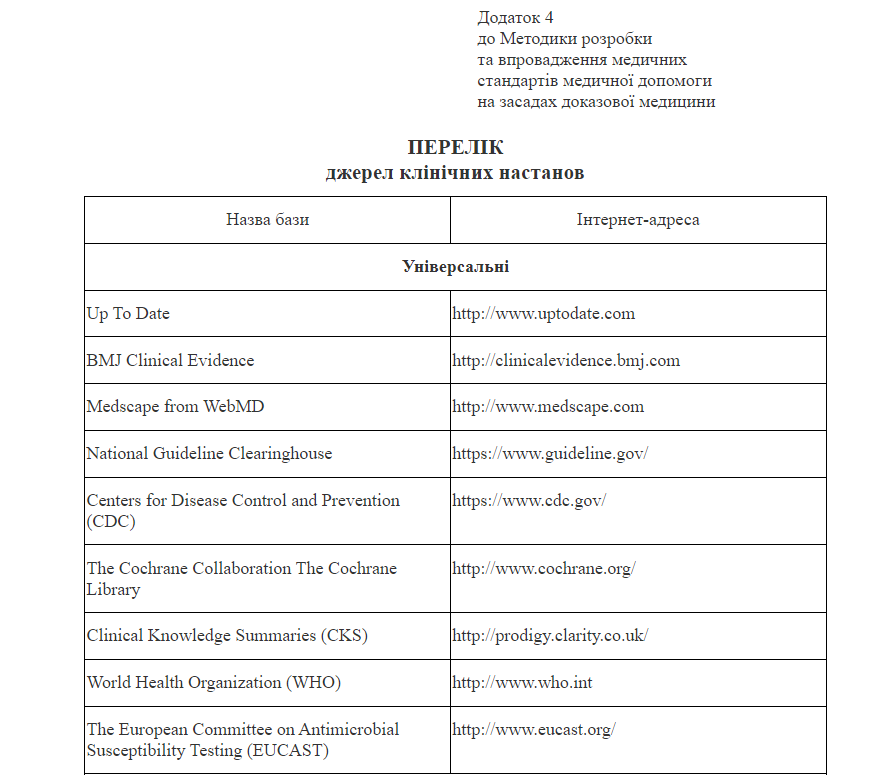 Додаток 4
до Методики розробки
та впровадження медичних
стандартів медичної допомоги
на засадах доказової медицини
ПЕРЕЛІК
джерел клінічних настанов
Назва бази
Інтернет-адреса
Універсальні
Up To Date
http://www.uptodate.com
BMJ Clinical Evidence
http://clinicalevidence.bmj.com
Medscape from WebMD
http://www.medscape.com
National Guideline Clearinghouse
https://www.guideline.gov/
Centers for Disease Control and Prevention
(CDC)
https://www.cdc.gov/
The Cochrane Collaboration The Cochrane
Library
http://www.cochrane.org/
Clinical Knowledge Summaries (CKS)
http://prodigy.clarity.co.uk/
World Health Organization (WHO)
http://www.who.int
The European Committee on Antimicrobial
Susceptibility Testing (EUCAST)
http://www.eucast.org/